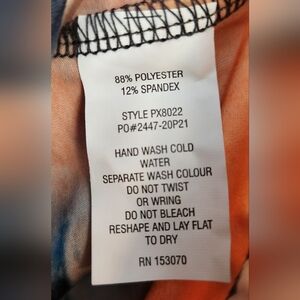 88% POLYESTER
12% SPANDEX
STYLE PX8022
PO#2447-20P21
HAND WASH COLD
WATER
SEPARATE WASH COLOUR
DO NOT TWIST
OR WRING
DO NOT BLEACH
RESHAPE AND LAY FLAT
TO DRY
RN 153070